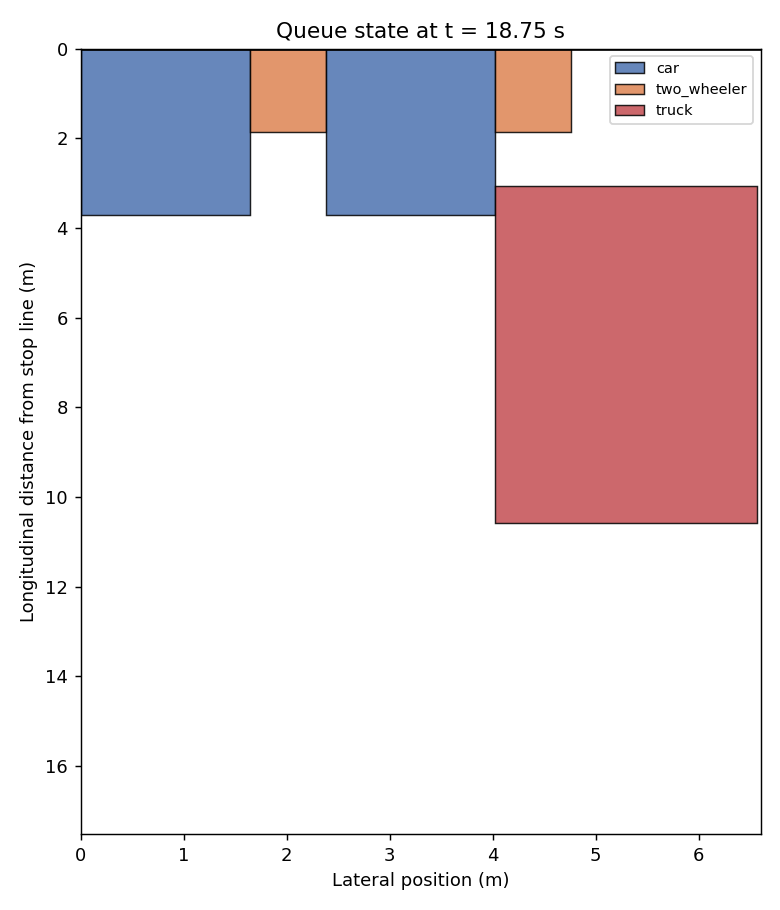 Queue state at t = 18.75 s
0
2
4
6
8
10
12
14
16
Longitudinal distance from stop line (m)
car
two_wheeler
truck
0 1 2 3 4 5 6
Lateral position (m)